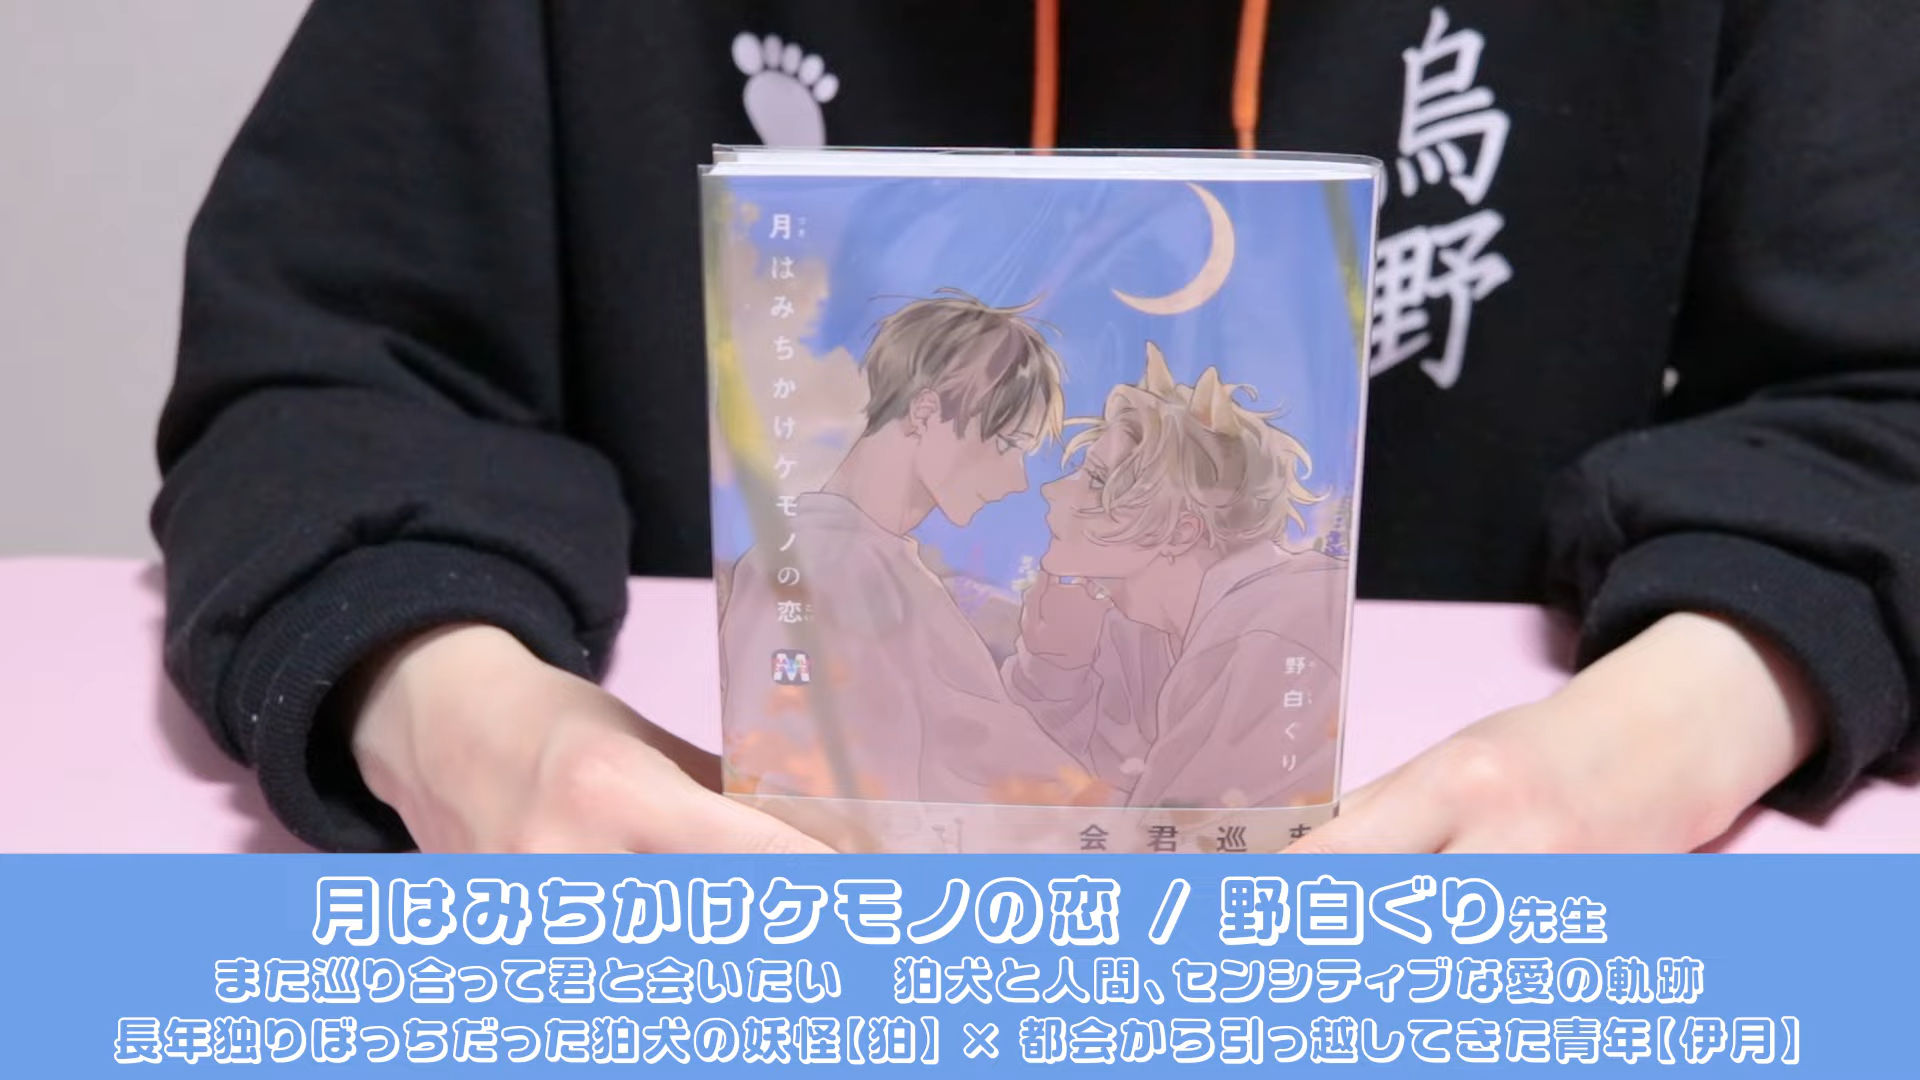 烏野
月はみちかけケモノの恋
野白ぐり
会 君 巡 ま
月はみちかけケモノの恋 / 野白ぐり先生
また巡り合って君と会いたい 狛犬と人間、センシティブな愛の軌跡
長年独りぼっちだった狛犬の妖怪【狛】 × 都会から引っ越してきた青年【伊月】